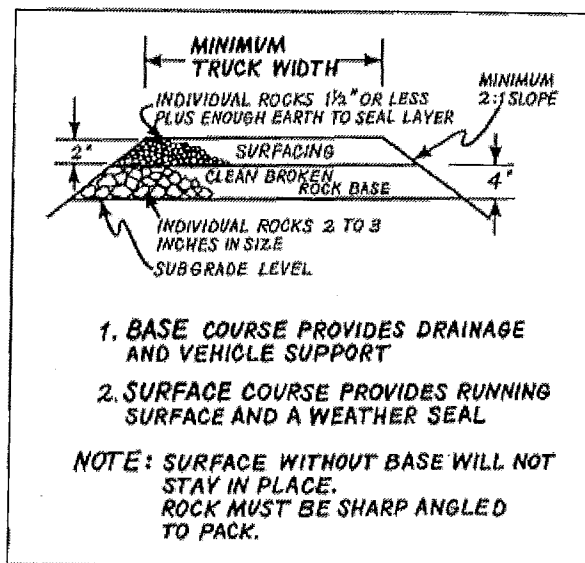 MINIMUM
TRUCK WIDTH
MINIMUM
2:1 SLOPE
INDIVIDUAL ROCKS 1½" OR LESS
PLUS ENOUGH EARTH TO SEAL LAYER
2"
SURFACING
CLEAN BROKEN
ROCK BASE
4"
INDIVIDUAL ROCKS 2 TO 3
INCHES IN SIZE
SUBGRADE LEVEL
1. BASE COURSE PROVIDES DRAINAGE
AND VEHICLE SUPPORT
2. SURFACE COURSE PROVIDES RUNNING
SURFACE AND A WEATHER SEAL
NOTE: SURFACE WITHOUT BASE WILL NOT
STAY IN PLACE.
ROCK MUST BE SHARP ANGLED
TO PACK.